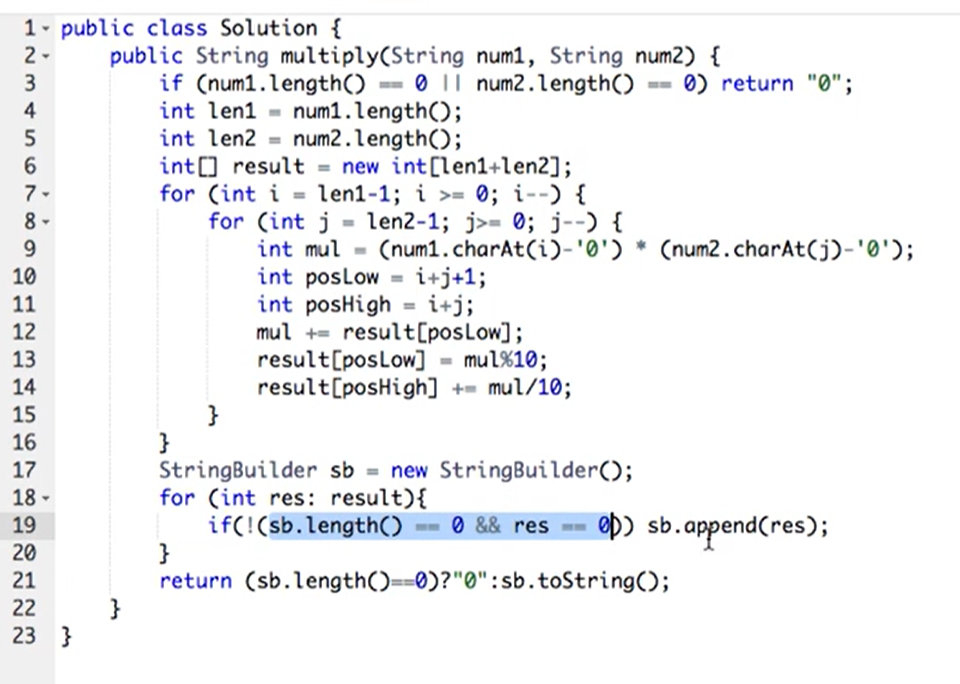 1 public class Solution {
2 public String multiply(String num1, String num2) {
3 if (num1.length() == 0 || num2.length() == 0) return "0";
4 int len1 = num1.length();
5 int len2 = num2.length();
6 int[] result = new int[len1+len2];
7 for (int i = len1-1; i >= 0; i--) {
8 for (int j = len2-1; j>= 0; j--) {
9 int mul = (num1.charAt(i)-'0') * (num2.charAt(j)-'0');
10 int posLow = i+j+1;
11 int posHigh = i+j;
12 mul += result[posLow];
13 result[posLow] = mul%10;
14 result[posHigh] += mul/10;
15 }
16 }
17 StringBuilder sb = new StringBuilder();
18 for (int res: result){
19 if(!(sb.length() == 0 && res == 0)) sb.append(res);
20 }
21 return (sb.length()==0)?"0":sb.toString();
22 }
23 }